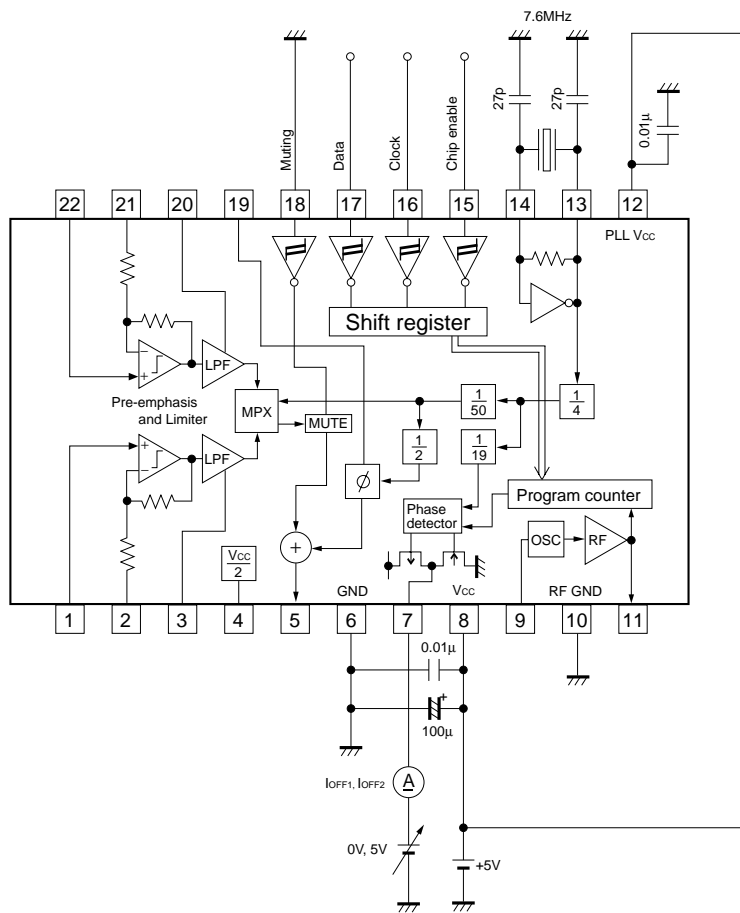 7.6MHz
27p
27p
0.01μ
Muting
Data
Clock
Chip enable
22
21
20
19
18
17
16
15
14
13
12
PLL VCC
Shift register
LPF
Pre-emphasis
and Limiter
MPX
MUTE
1/50
1/4
1/2
1/19
LPF
ϕ
Phase
detector
Program counter
OSC
RF
VCC/2
+
GND
VCC
RF GND
1
2
3
4
5
6
7
8
9
10
11
0.01μ
+
100μ
IOFF1, IOFF2
A
0V, 5V
+5V